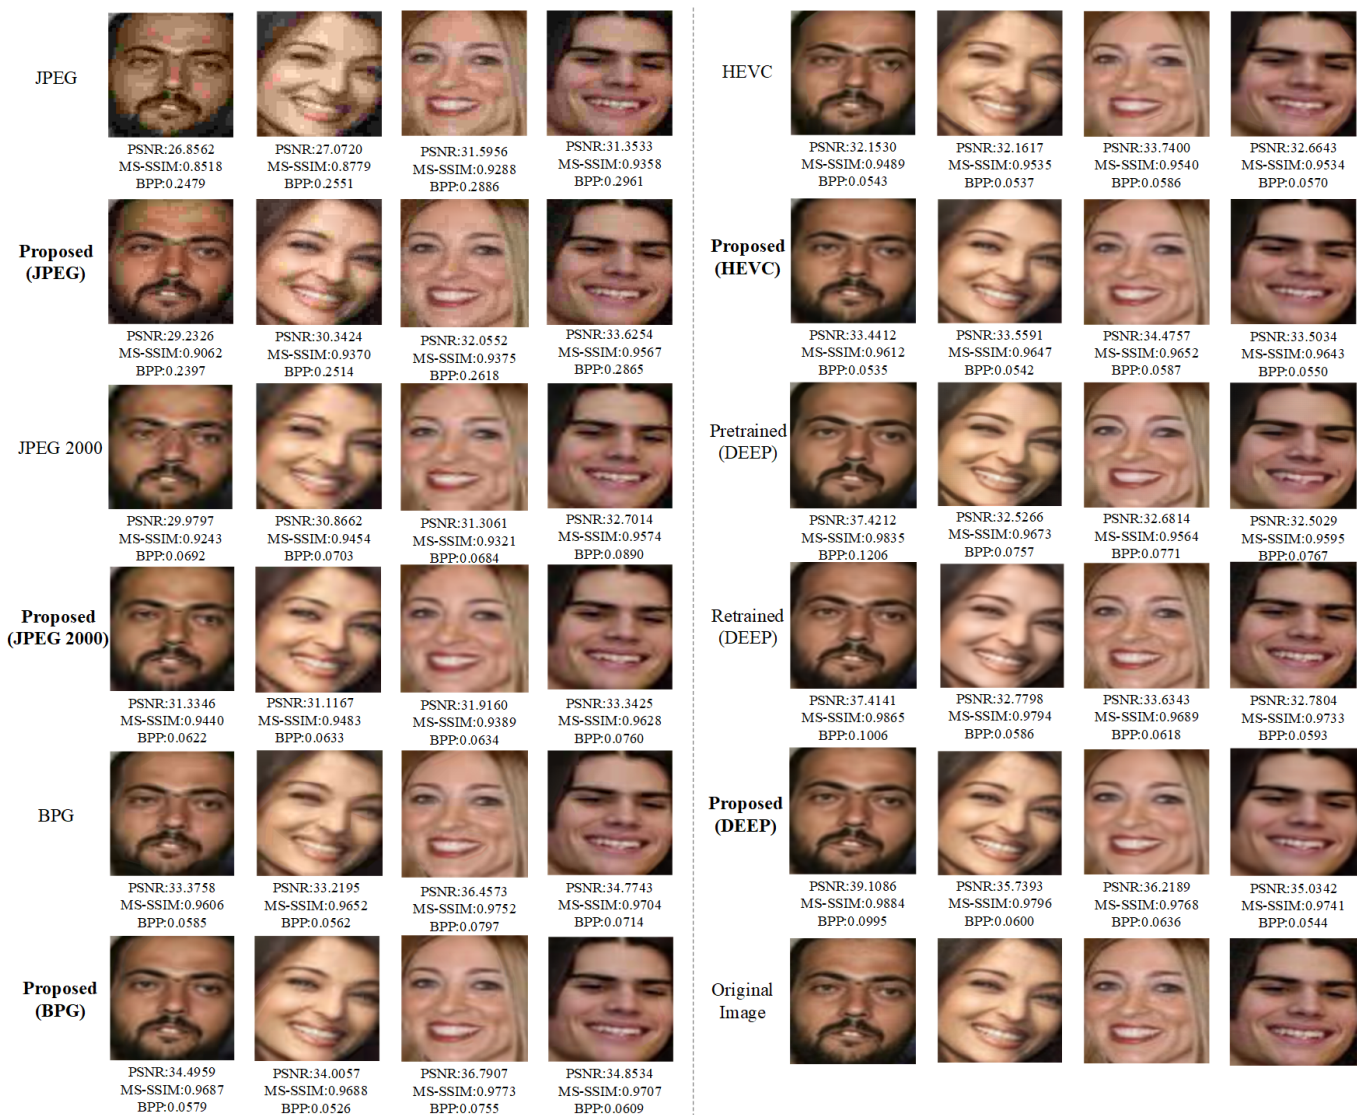 JPEG
PSNR:26.8562
MS-SSIM:0.8518
BPP:0.2479
PSNR:27.0720
MS-SSIM:0.8779
BPP:0.2551
PSNR:31.5956
MS-SSIM:0.9288
BPP:0.2886
PSNR:31.3533
MS-SSIM:0.9358
BPP:0.2961
Proposed
(JPEG)
PSNR:29.2326
MS-SSIM:0.9062
BPP:0.2397
PSNR:30.3424
MS-SSIM:0.9370
BPP:0.2514
PSNR:32.0552
MS-SSIM:0.9375
BPP:0.2618
PSNR:33.6254
MS-SSIM:0.9567
BPP:0.2865
JPEG 2000
PSNR:29.9797
MS-SSIM:0.9243
BPP:0.0692
PSNR:30.8662
MS-SSIM:0.9454
BPP:0.0703
PSNR:31.3061
MS-SSIM:0.9321
BPP:0.0684
PSNR:32.7014
MS-SSIM:0.9574
BPP:0.0890
Proposed
(JPEG 2000)
PSNR:31.3346
MS-SSIM:0.9440
BPP:0.0622
PSNR:31.1167
MS-SSIM:0.9483
BPP:0.0633
PSNR:31.9160
MS-SSIM:0.9389
BPP:0.0634
PSNR:33.3425
MS-SSIM:0.9628
BPP:0.0760
BPG
PSNR:33.3758
MS-SSIM:0.9606
BPP:0.0585
PSNR:33.2195
MS-SSIM:0.9652
BPP:0.0562
PSNR:36.4573
MS-SSIM:0.9752
BPP:0.0797
PSNR:34.7743
MS-SSIM:0.9704
BPP:0.0714
Proposed
(BPG)
PSNR:34.4959
MS-SSIM:0.9687
BPP:0.0579
PSNR:34.0057
MS-SSIM:0.9688
BPP:0.0526
PSNR:36.7907
MS-SSIM:0.9773
BPP:0.0755
PSNR:34.8534
MS-SSIM:0.9707
BPP:0.0609
HEVC
PSNR:32.1530
MS-SSIM:0.9489
BPP:0.0543
PSNR:32.1617
MS-SSIM:0.9535
BPP:0.0537
PSNR:33.7400
MS-SSIM:0.9540
BPP:0.0586
PSNR:32.6643
MS-SSIM:0.9534
BPP:0.0570
Proposed
(HEVC)
PSNR:33.4412
MS-SSIM:0.9612
BPP:0.0535
PSNR:33.5591
MS-SSIM:0.9647
BPP:0.0542
PSNR:34.4757
MS-SSIM:0.9652
BPP:0.0587
PSNR:33.5034
MS-SSIM:0.9643
BPP:0.0550
Pretrained
(DEEP)
PSNR:37.4212
MS-SSIM:0.9835
BPP:0.1206
PSNR:32.5266
MS-SSIM:0.9673
BPP:0.0757
PSNR:32.6814
MS-SSIM:0.9564
BPP:0.0771
PSNR:32.5029
MS-SSIM:0.9595
BPP:0.0767
Retrained
(DEEP)
PSNR:37.4141
MS-SSIM:0.9865
BPP:0.1006
PSNR:32.7798
MS-SSIM:0.9794
BPP:0.0586
PSNR:33.6343
MS-SSIM:0.9689
BPP:0.0618
PSNR:32.7804
MS-SSIM:0.9733
BPP:0.0593
Proposed
(DEEP)
PSNR:39.1086
MS-SSIM:0.9884
BPP:0.0995
PSNR:35.7393
MS-SSIM:0.9796
BPP:0.0600
PSNR:36.2189
MS-SSIM:0.9768
BPP:0.0636
PSNR:35.0342
MS-SSIM:0.9741
BPP:0.0544
Original
Image